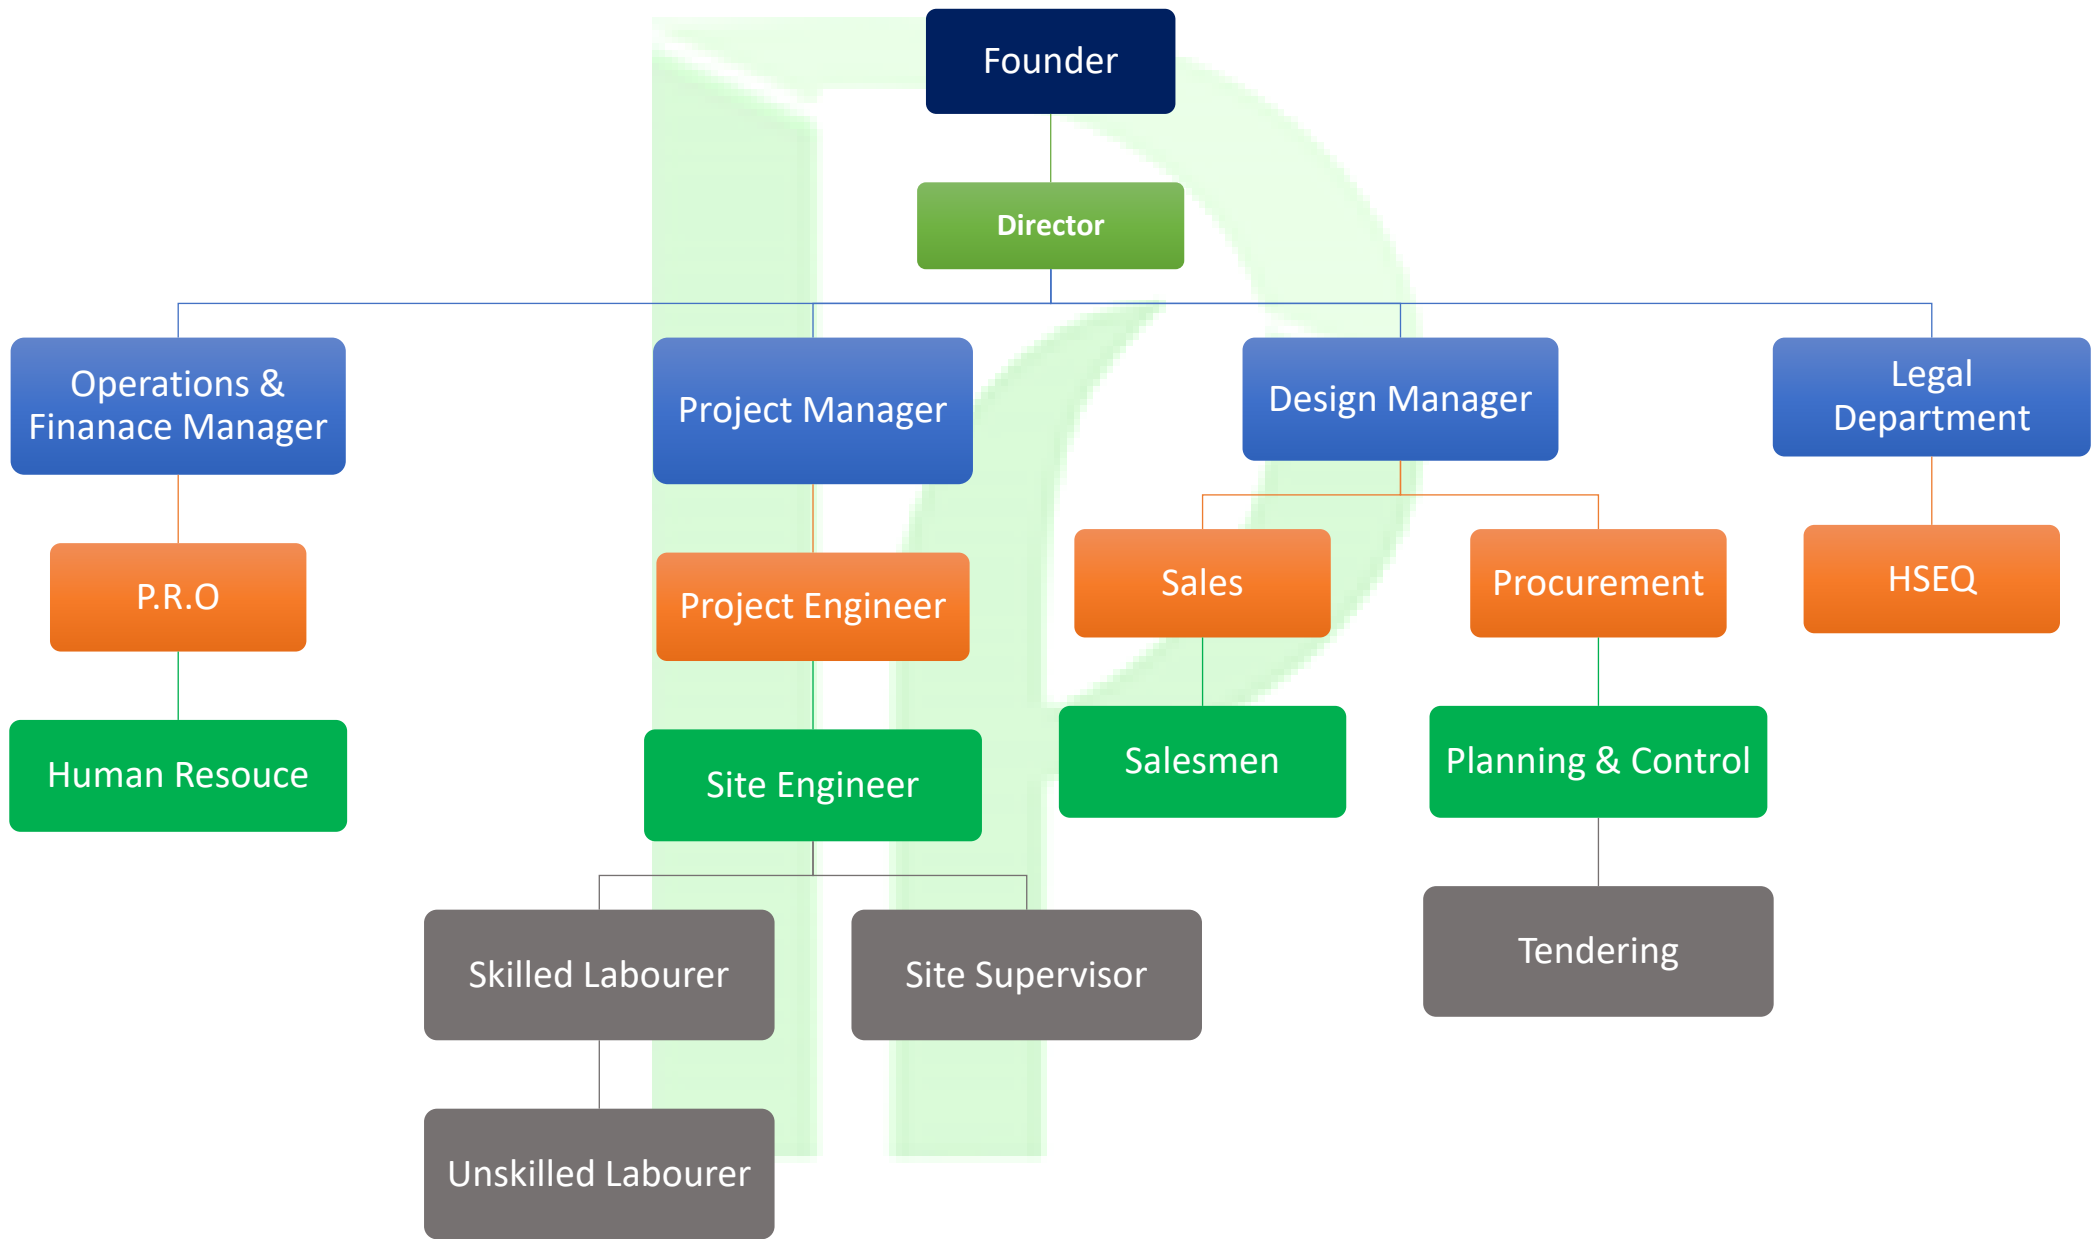 Founder
Director
Operations &
Finanace Manager
Project Manager
Design Manager
Legal
Department
P.R.O
Project Engineer
Sales
Procurement
HSEQ
Human Resouce
Site Engineer
Salesmen
Planning & Control
Skilled Labourer
Site Supervisor
Tendering
Unskilled Labourer